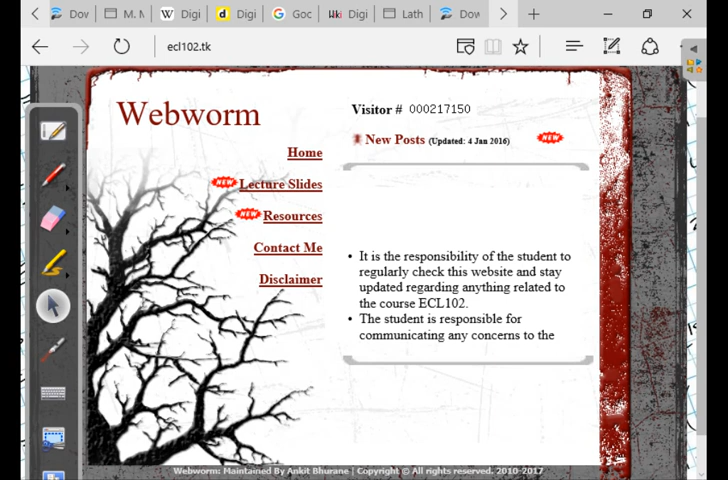 Dov
M. M
Digi
Digi
Goc
Wiki Digi
Lath
Dow
ecl102.tk
Webworm
Visitor # 000217150
New Posts (Updated: 4 Jan 2016) NEW
Home
NEW Lecture Slides
NEW Resources
Contact Me
Disclaimer
• It is the responsibility of the student to
regularly check this website and stay
updated regarding anything related to
the course ECL102.
• The student is responsible for
communicating any concerns to the
Webworm: Maintained By Ankit Bhurane | Copyright © All rights reserved. 2010-2017